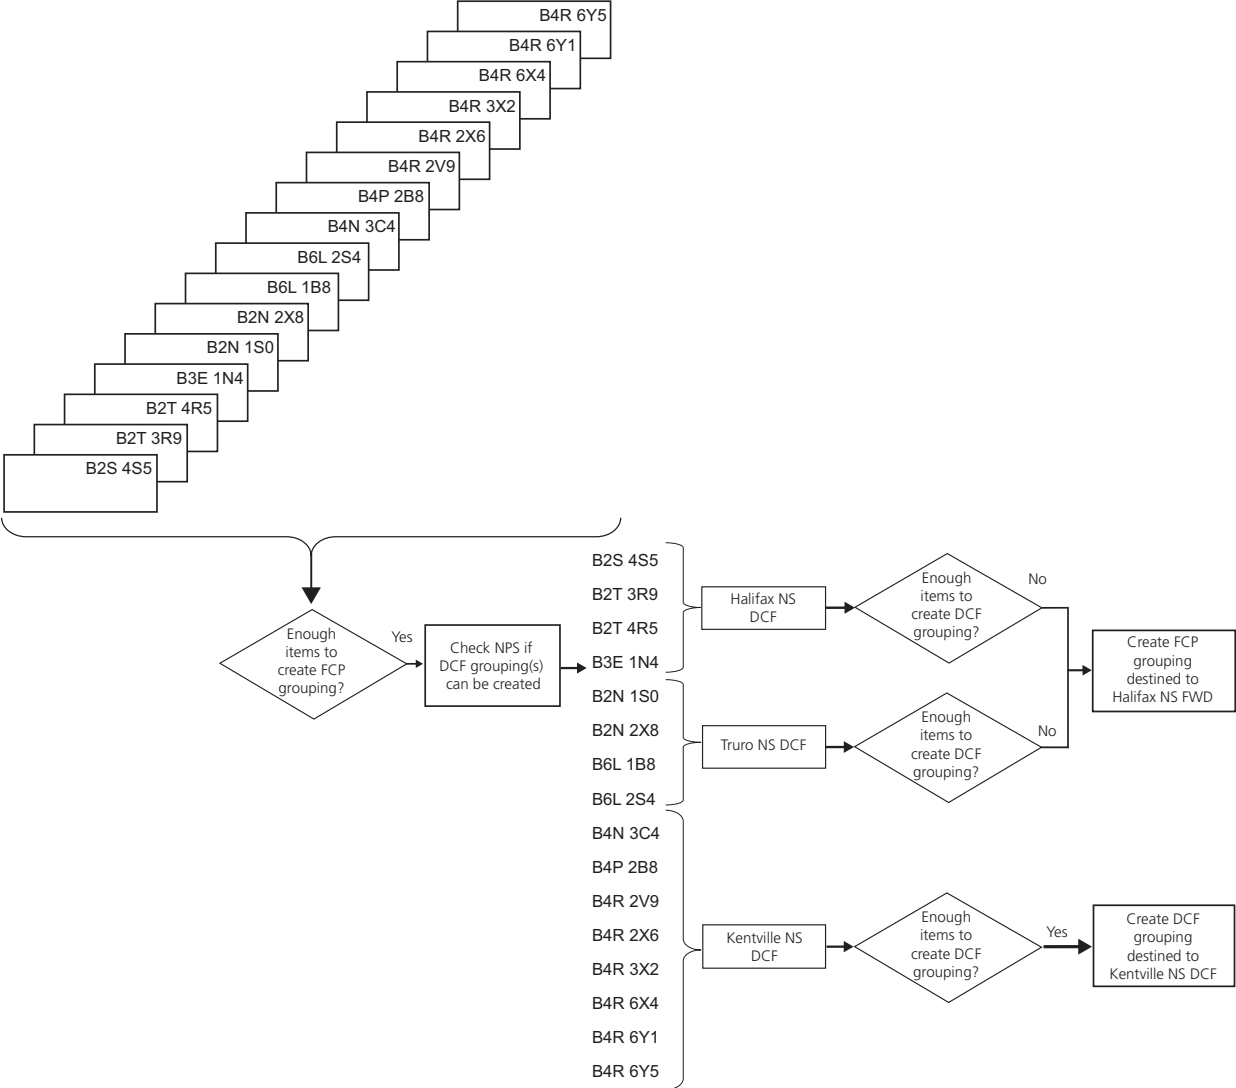 B4R 6Y5
B4R 6Y1
B4R 6X4
B4R 3X2
B4R 2X6
B4R 2V9
B4P 2B8
B4N 3C4
B6L 2S4
B6L 1B8
B2N 2X8
B2N 1S0
B3E 1N4
B2T 4R5
B2T 3R9
B2S 4S5
Enough
items to
create FCP
grouping?
Yes
Check NPS if
DCF grouping(s)
can be created
B2S 4S5
B2T 3R9
B2T 4R5
B3E 1N4
B2N 1S0
B2N 2X8
B6L 1B8
B6L 2S4
B4N 3C4
B4P 2B8
B4R 2V9
B4R 2X6
B4R 3X2
B4R 6X4
B4R 6Y1
B4R 6Y5
Halifax NS
DCF
Enough
items to
create DCF
grouping?
No
Truro NS DCF
Enough
items to
create DCF
grouping?
No
Create FCP
grouping
destined to
Halifax NS FWD
Kentville NS
DCF
Enough
items to
create DCF
grouping?
Yes
Create DCF
grouping
destined to
Kentville NS DCF